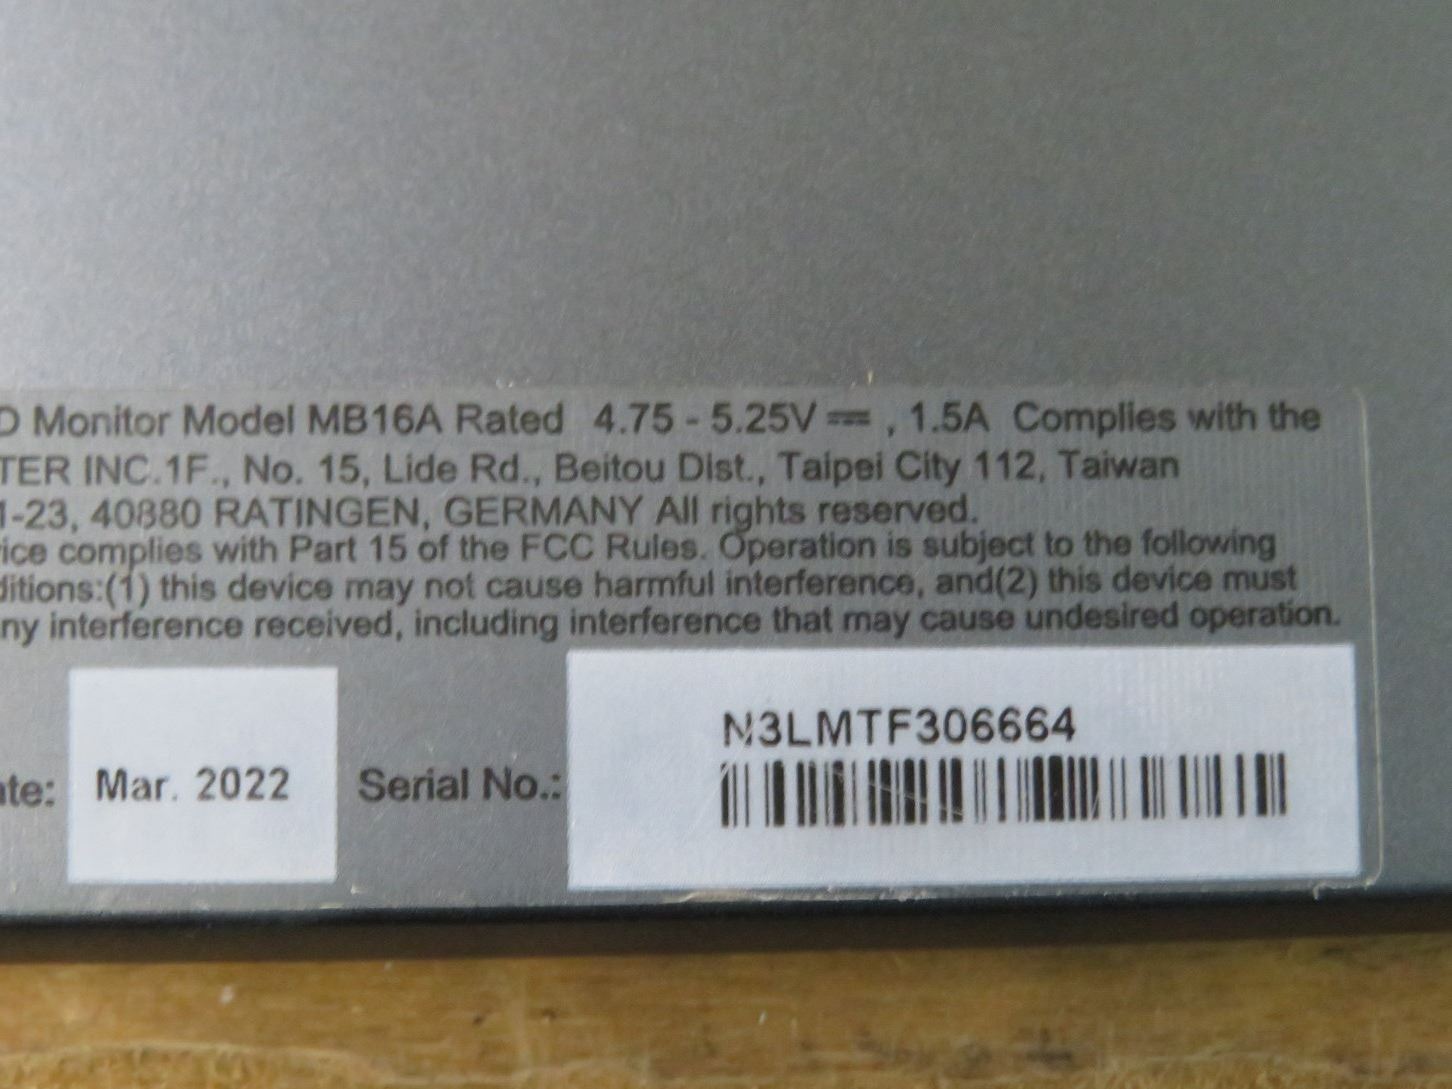 D Monitor Model MB16A Rated 4.75 - 5.25V ⎓ , 1.5A Complies with the
TER INC.1F., No. 15, Lide Rd., Beitou Dist., Taipei City 112, Taiwan
1-23, 40880 RATINGEN, GERMANY All rights reserved.
ice complies with Part 15 of the FCC Rules. Operation is subject to the following
ditions:(1) this device may not cause harmful interference, and(2) this device must
ny interference received, including interference that may cause undesired operation.
ate: Mar. 2022 Serial No.: N3LMTF306664